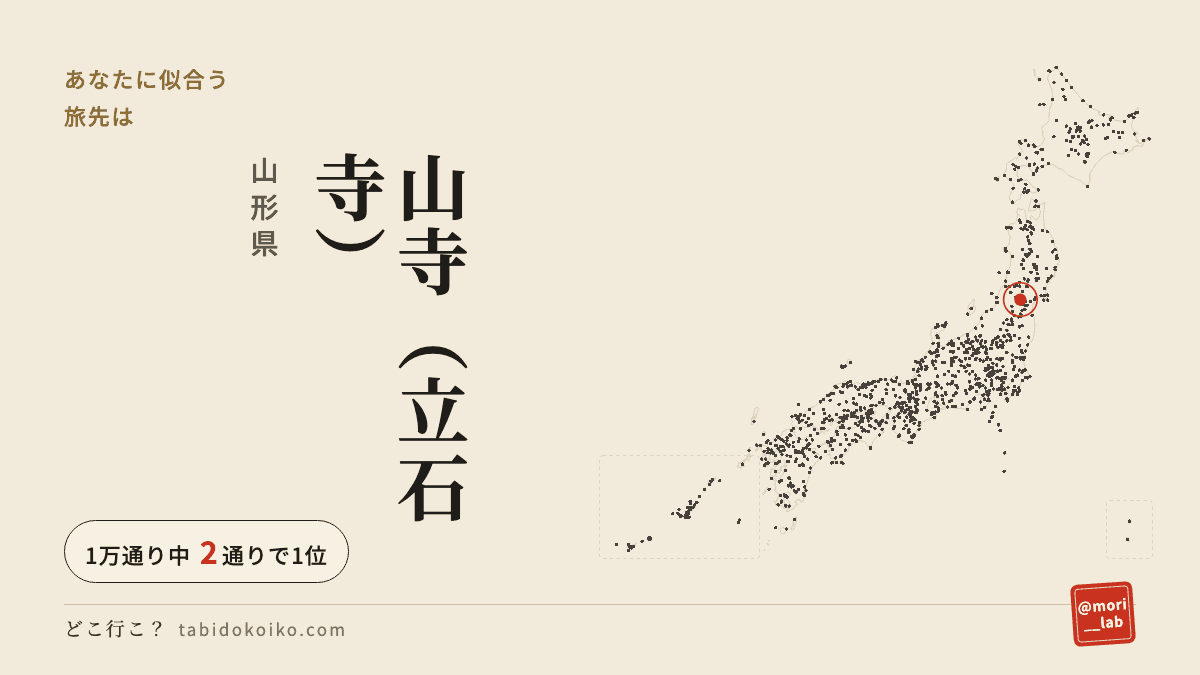 あなたに似合う
旅先は
山寺（立石
寺）
山形県
1万通り中 2通りで1位
どこ行こ？ tabidokoiko.com
@mori
__lab